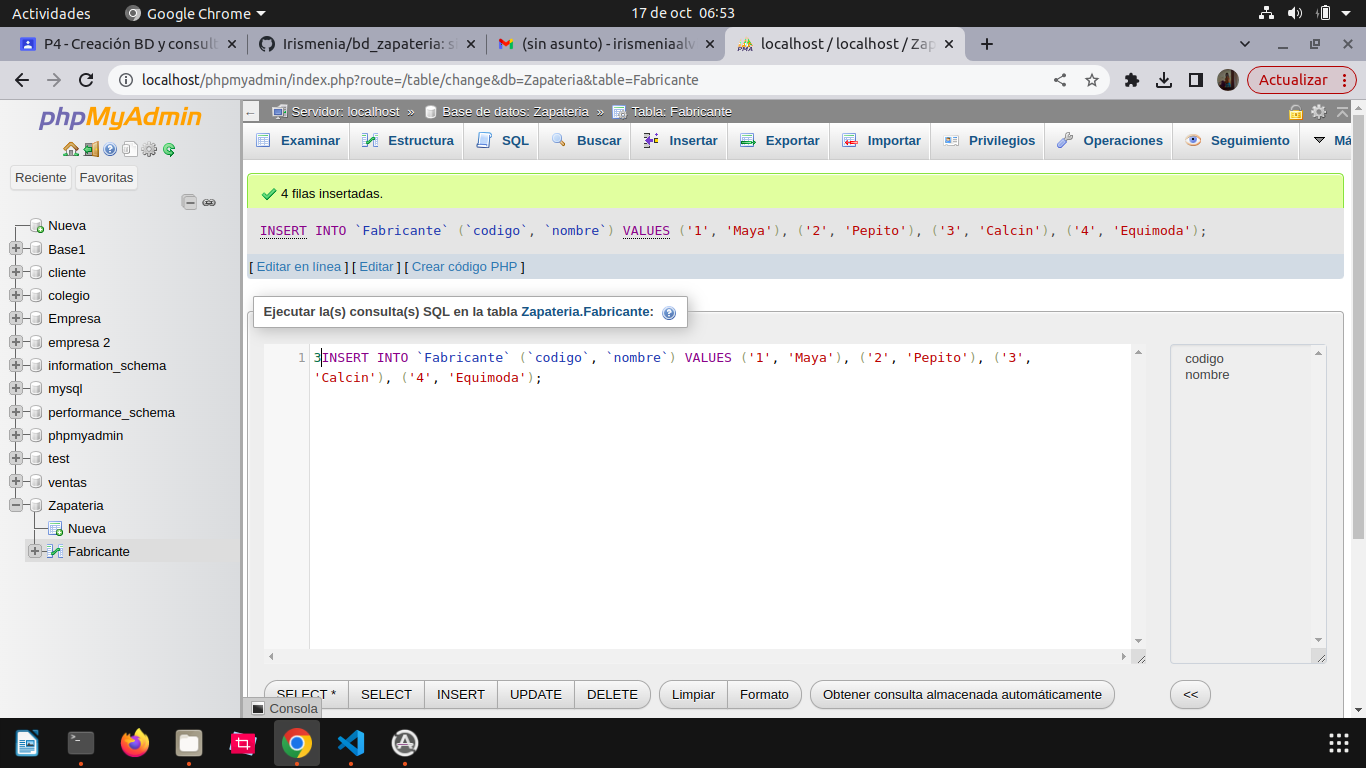 Actividades
Google Chrome
17 de oct 06:53
P4 - Creación BD y consult
Irismenia/bd_zapateria: s
(sin asunto) - irismeniaalv
localhost / localhost / Zap
localhost/phpmyadmin/index.php?route=/table/change&db=Zapateria&table=Fabricante
Actualizar
phpMyAdmin
Reciente
Favoritas
Nueva
Base1
cliente
colegio
Empresa
empresa 2
information_schema
mysql
performance_schema
phpmyadmin
test
ventas
Zapateria
Nueva
Fabricante
Servidor: localhost » Base de datos: Zapateria » Tabla: Fabricante
Examinar Estructura SQL Buscar Insertar Exportar Importar Privilegios Operaciones Seguimiento Má
4 filas insertadas.
INSERT INTO `Fabricante` (`codigo`, `nombre`) VALUES ('1', 'Maya'), ('2', 'Pepito'), ('3', 'Calcin'), ('4', 'Equimoda');
[ Editar en línea ] [ Editar ] [ Crear código PHP ]
Ejecutar la(s) consulta(s) SQL en la tabla Zapateria.Fabricante:
1 3INSERT INTO `Fabricante` (`codigo`, `nombre`) VALUES ('1', 'Maya'), ('2', 'Pepito'), ('3',
'Calcin'), ('4', 'Equimoda');
codigo
nombre
SELECT * SELECT INSERT UPDATE DELETE Limpiar Formato Obtener consulta almacenada automáticamente <<
Consola